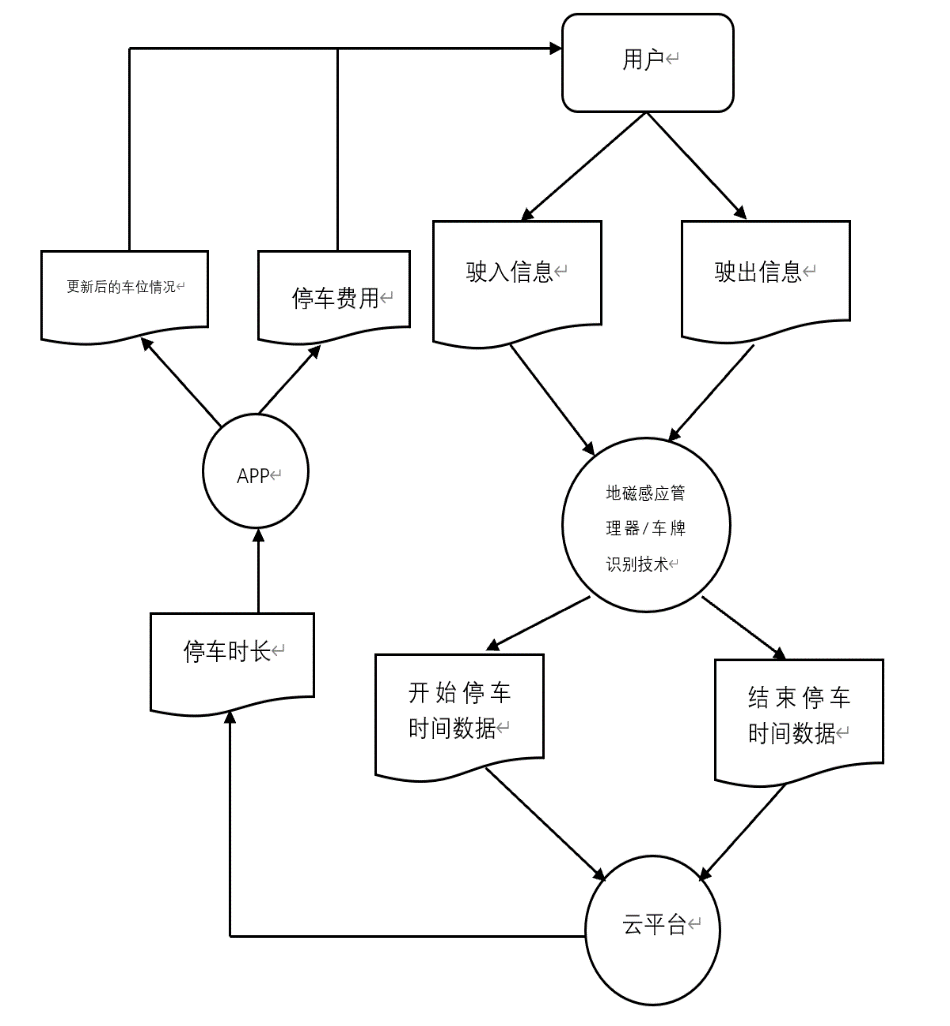 用户
驶入信息
驶出信息
更新后的车位情况
停车费用
APP
地磁感应管
理器/车牌
识别技术
停车时长
开始停车
时间数据
结束停车
时间数据
云平台